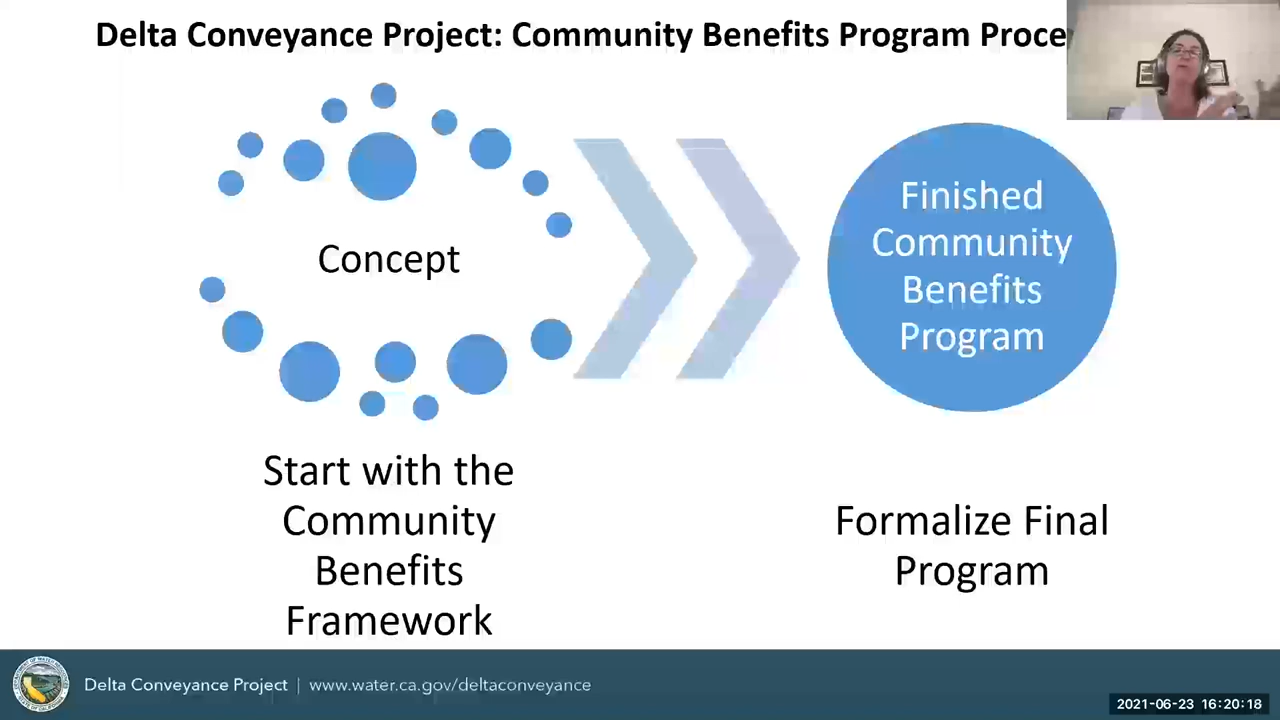 Delta Conveyance Project: Community Benefits Program Proce
Concept
Finished
Community
Benefits
Program
Start with the
Community
Benefits
Framework
Formalize Final
Program
Delta Conveyance Project | www.water.ca.gov/deltaconveyance
2021-06-23 16:20:18